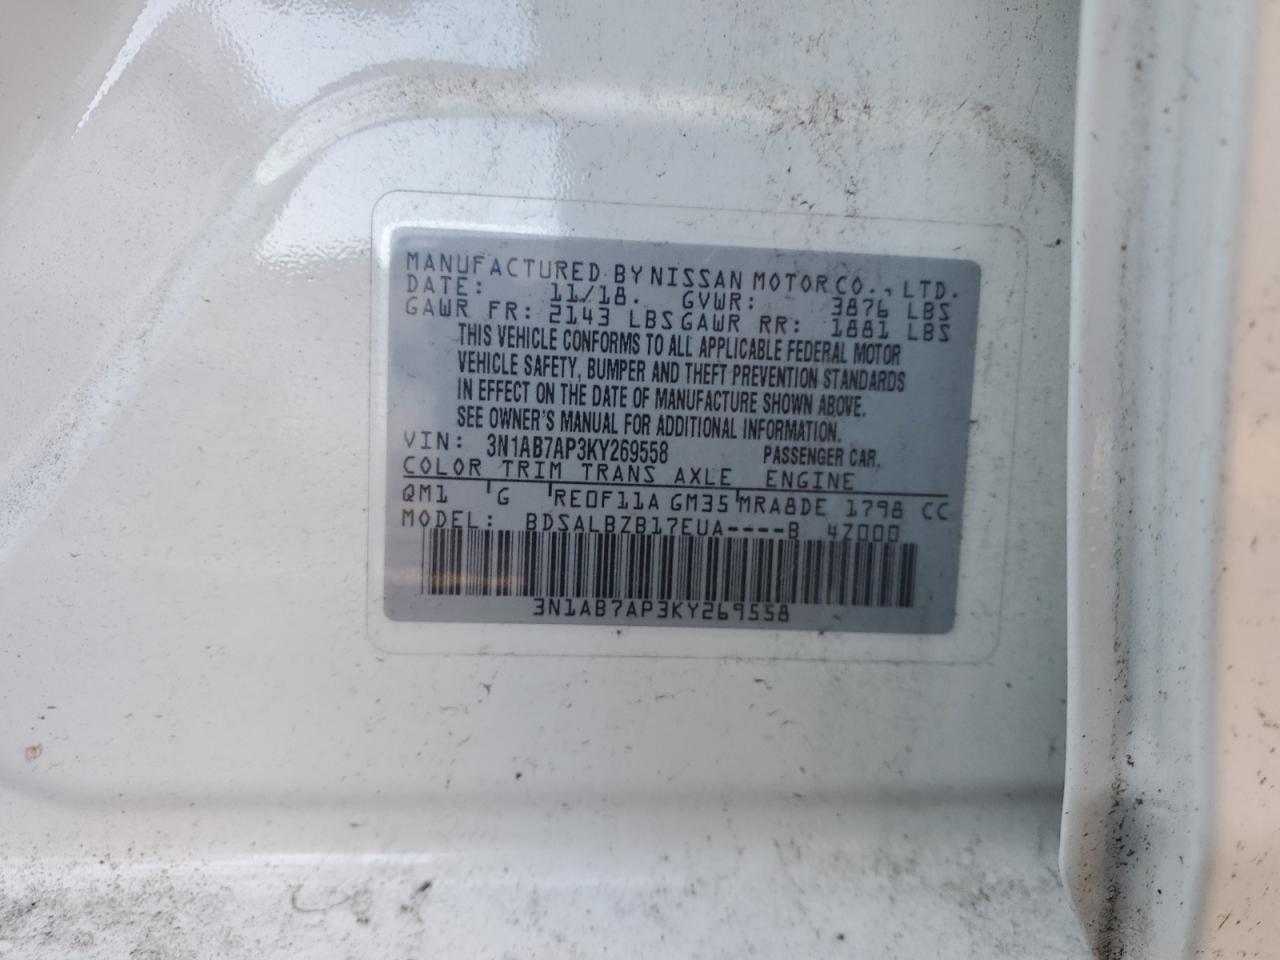 MANUFACTURED BY NISSAN MOTOR CO., LTD.
DATE: 11/18. GVWR: 3876 LBS
GAWR FR: 2143 LBS GAWR RR: 1881 LBS
THIS VEHICLE CONFORMS TO ALL APPLICABLE FEDERAL MOTOR
VEHICLE SAFETY, BUMPER AND THEFT PREVENTION STANDARDS
IN EFFECT ON THE DATE OF MANUFACTURE SHOWN ABOVE.
SEE OWNER'S MANUAL FOR ADDITIONAL INFORMATION.
VIN: 3N1AB7AP3KY269558 PASSENGER CAR.
COLOR TRIM TRANS AXLE ENGINE
QM1 G RE0F11A GM35 MRA8DE 1798 CC
MODEL: BDSALBZB17EUA----B 4Z000
3N1AB7AP3KY269558